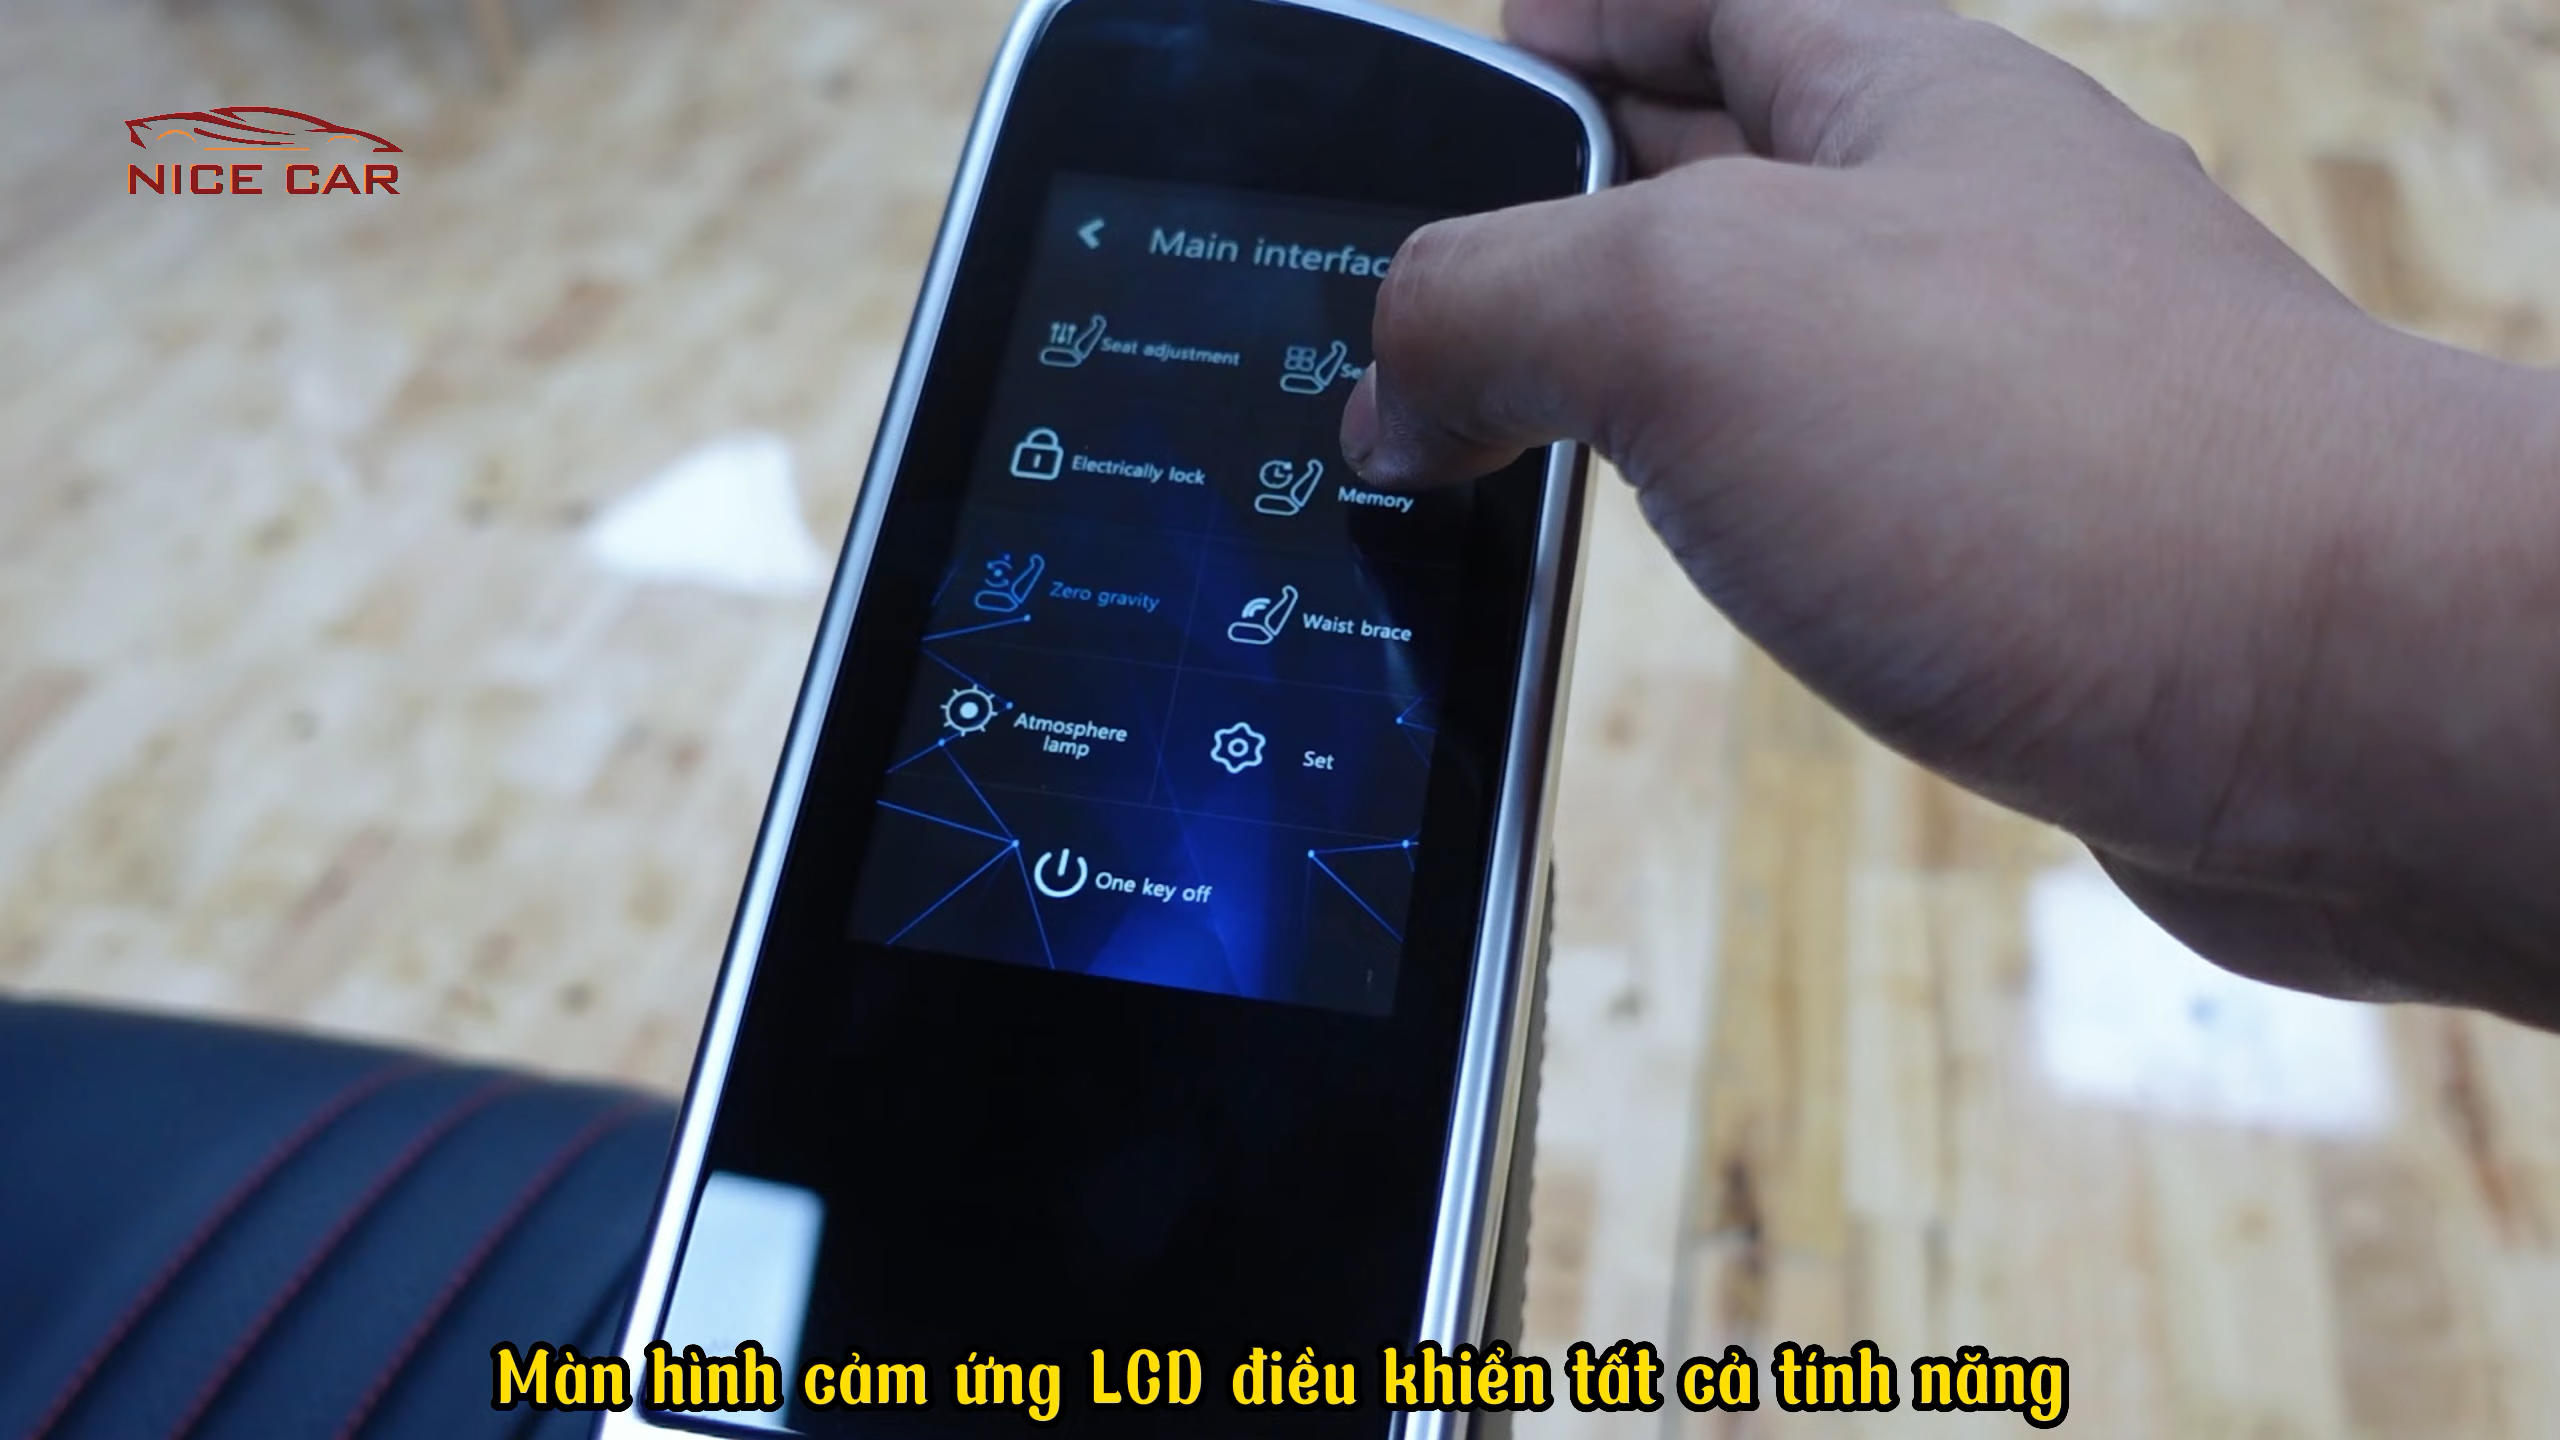 NICE CAR
Main interfac
Seat adjustment
Electrically lock
Memory
Zero gravity
Waist brace
Atmosphere
lamp
Set
One key off
Màn hình cảm ứng LCD điều khiển tất cả tính năng